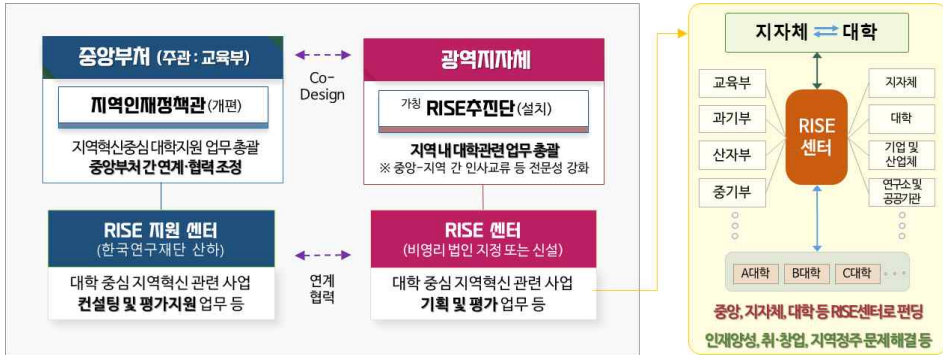 중앙부처 (주관 : 교육부)
지역인재정책관(개편)
지역혁신중심 대학지원 업무 총괄
중앙부처 간 연계·협력 조정
Co-
Design
광역지자체
가칭 RISE추진단(설치)
지역 내 대학관련 업무 총괄
※ 중앙-지역 간 인사교류 등 전문성 강화
RISE 지원 센터
(한국연구재단 산하)
대학 중심 지역혁신 관련 사업
컨설팅 및 평가지원 업무 등
연계
협력
RISE 센터
(비영리 법인 지정 또는 신설)
대학 중심 지역혁신 관련 사업
기획 및 평가 업무 등
지자체 ⇄ 대학
교육부
과기부
산자부
중기부
RISE
센터
지자체
대학
기업 및
산업체
연구소 및
공공기관
A대학 B대학 C대학 · · ·
중앙, 지자체, 대학 등 RISE센터로 펀딩
인재양성, 취·창업, 지역정주 문제해결 등